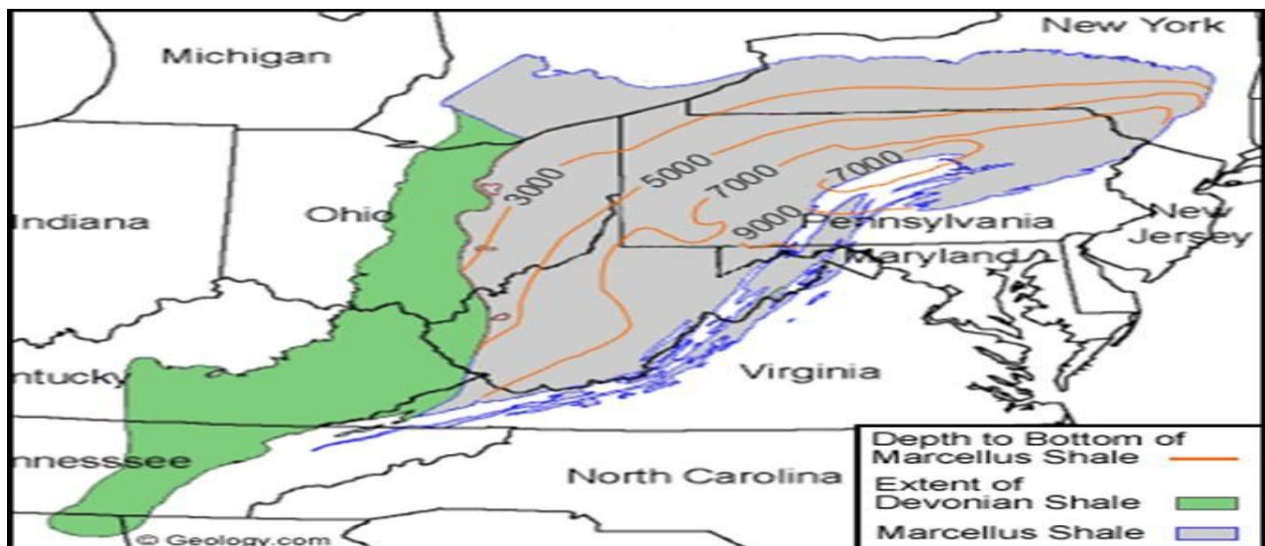 Michigan
New York
Indiana
Ohio
3000
5000
7000
7000
9000
Pennsylvania
New
Jersey
Maryland
ntucky
Virginia
nnesssee
North Carolina
© Geology.com
Depth to Bottom of
Marcellus Shale
Extent of
Devonian Shale
Marcellus Shale